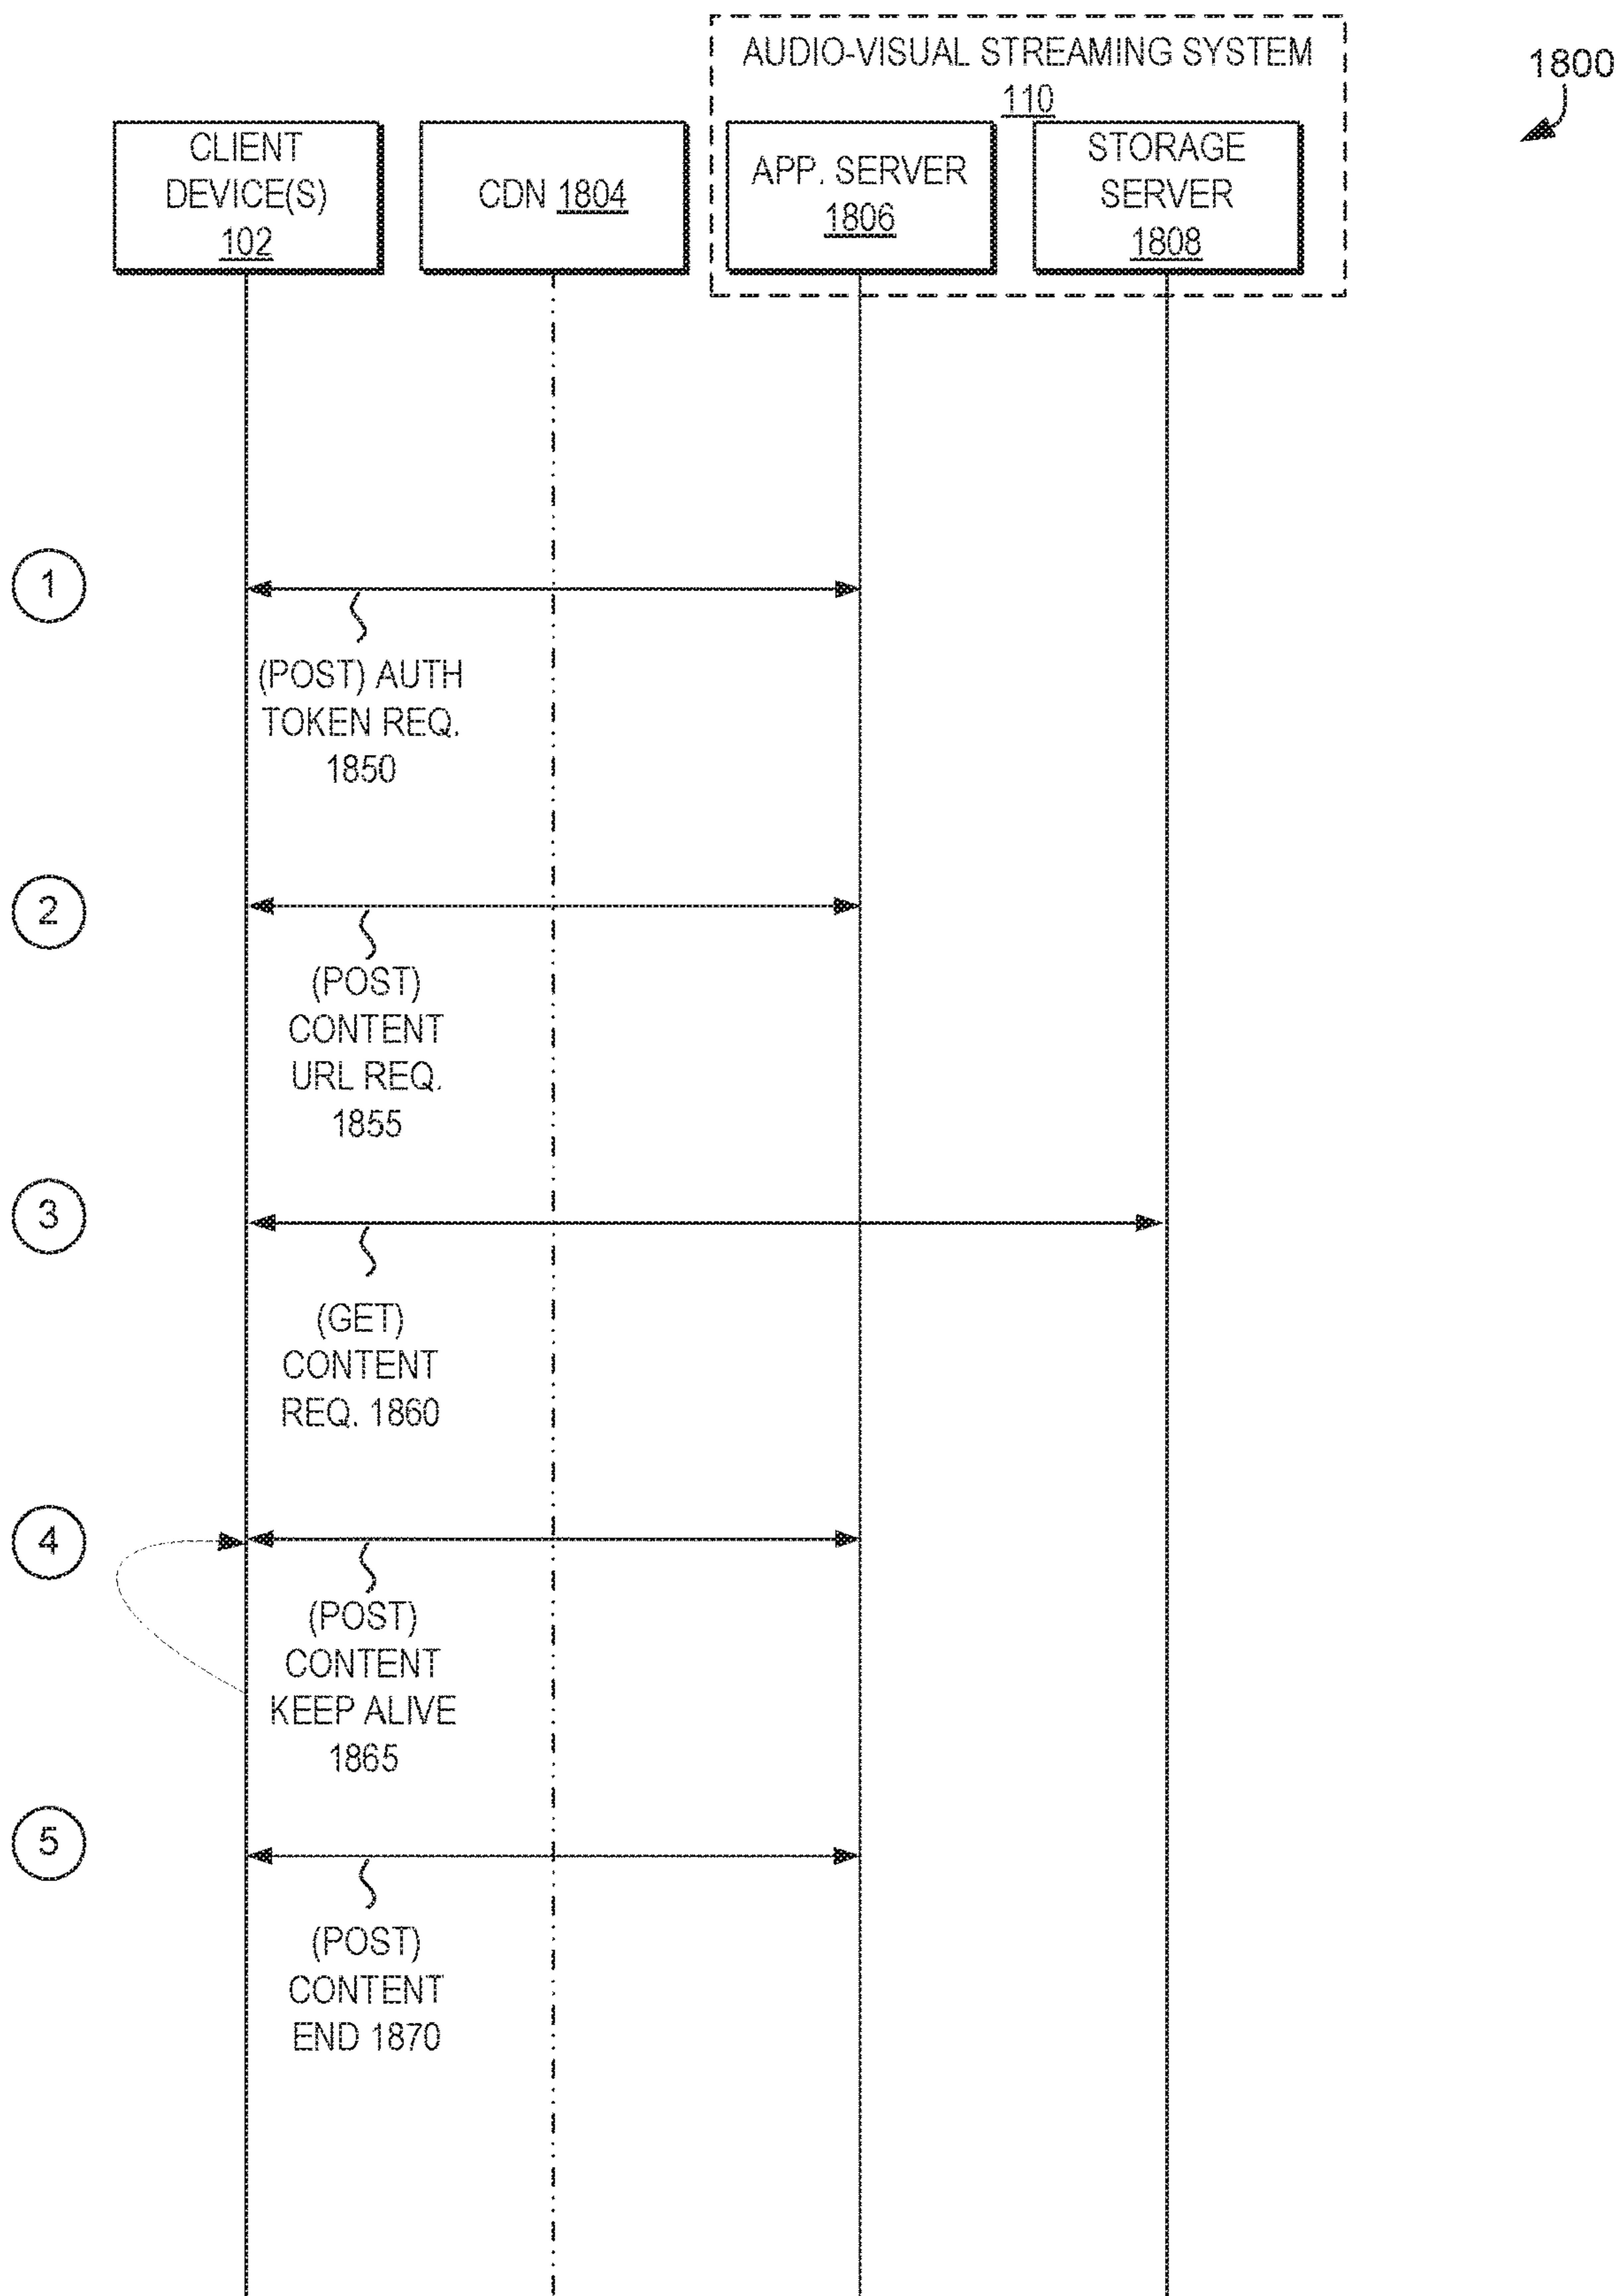 AUDIO-VISUAL STREAMING SYSTEM
110
1800
CLIENT
DEVICE(S)
102
CDN 1804
APP. SERVER
1806
STORAGE
SERVER
1808
1
(POST) AUTH
TOKEN REQ.
1850
2
(POST)
CONTENT
URL REQ.
1855
3
(GET)
CONTENT
REQ. 1860
4
(POST)
CONTENT
KEEP ALIVE
1865
5
(POST)
CONTENT
END 1870